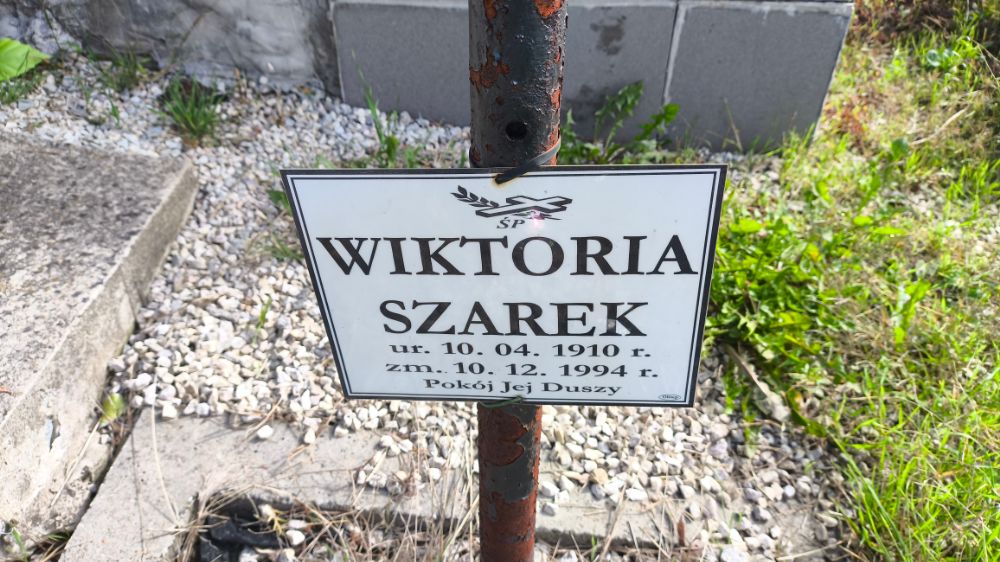 ŚP
WIKTORIA
SZAREK
ur. 10. 04. 1910 r.
zm. 10. 12. 1994 r.
Pokój Jej Duszy